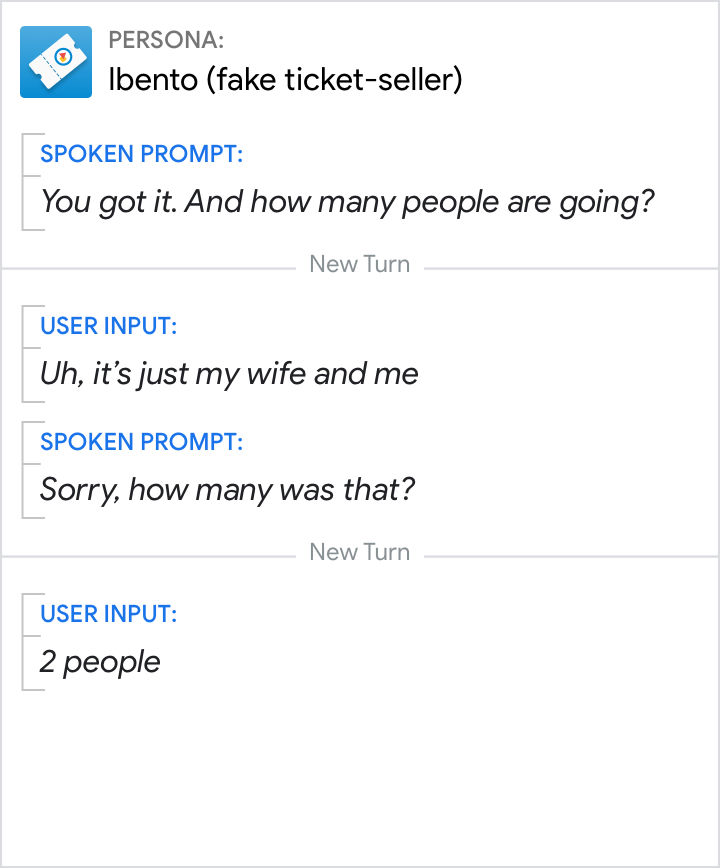 PERSONA:
Ibento (fake ticket-seller)
SPOKEN PROMPT:
You got it. And how many people are going?
New Turn
USER INPUT:
Uh, it’s just my wife and me
SPOKEN PROMPT:
Sorry, how many was that?
New Turn
USER INPUT:
2 people